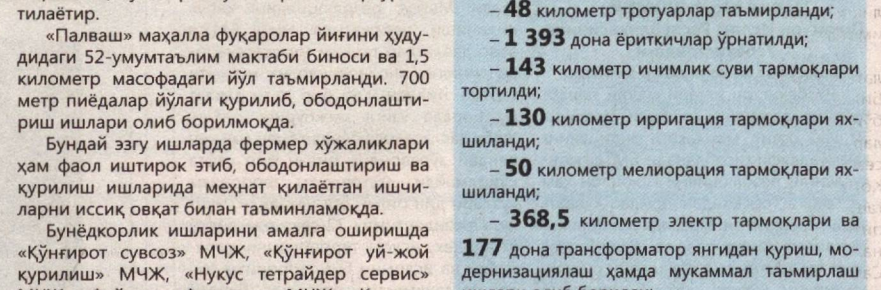 тилаётир.
«Палваш» маҳалла фуқаролар йиғини ҳуду-
дидаги 52-умумтаълим мактаби биноси ва 1,5
километр масофадаги йўл таъмирланди. 700
метр пиёдалар йўлаги қурилиб, ободонлашти-
риш ишлари олиб борилмоқда.
Бундай эзгу ишларда фермер хўжаликлари
ҳам фаол иштирок этиб, ободонлаштириш ва
қурилиш ишларида меҳнат қилаётган ишчи-
ларни иссиқ овқат билан таъминламоқда.
Бунёдкорлик ишларини амалга оширишда
«Қўнғирот сувсоз» МЧЖ, «Қўнғирот уй-жой
қурилиш» МЧЖ, «Нукус тетрайдер сервис»
– 48 километр тротуарлар таъмирланди;
– 1 393 дона ёриткичлар ўрнатилди;
– 143 километр ичимлик суви тармоқлари
тортилди;
– 130 километр ирригация тармоқлари ях-
шиланди;
– 50 километр мелиорация тармоқлари ях-
шиланди;
– 368,5 километр электр тармоқлари ва
177 дона трансформатор янгидан қуриш, мо-
дернизациялаш ҳамда мукаммал таъмирлаш